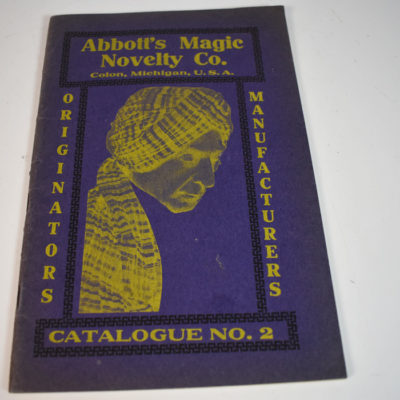 Abbott's Magic
Novelty Co.
Colon, Michigan, U.S.A.
ORIGINATORS
MANUFACTURERS
CATALOGUE NO. 2